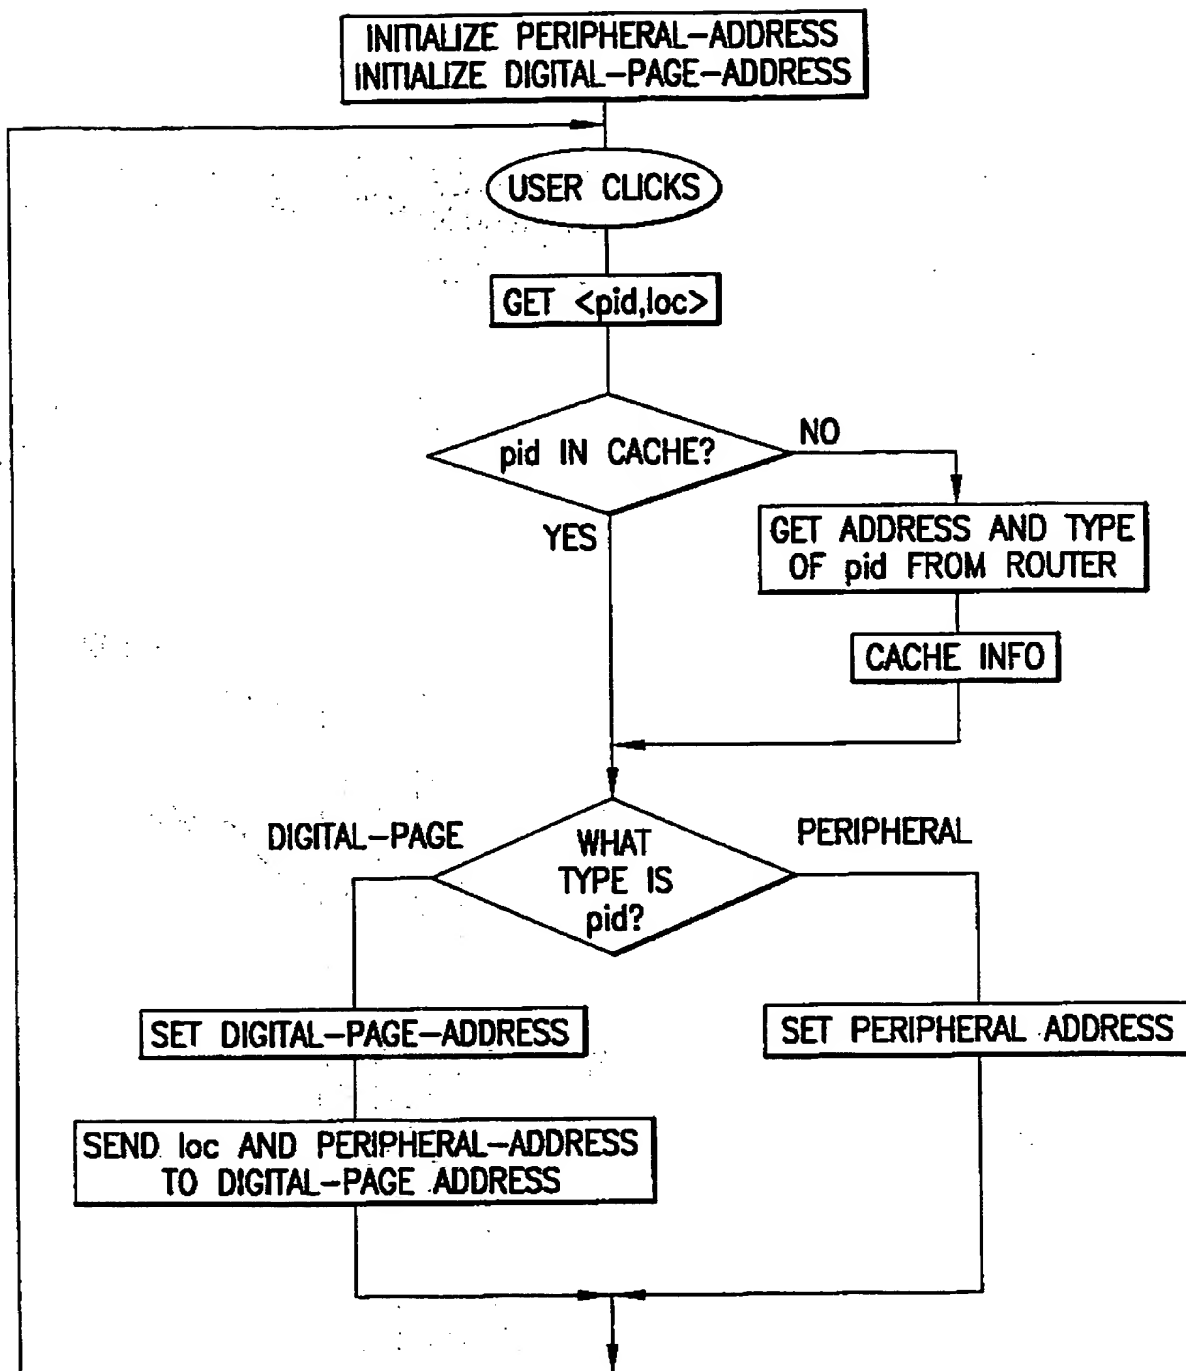 INITIALIZE PERIPHERAL-ADDRESS
INITIALIZE DIGITAL-PAGE-ADDRESS
USER CLICKS
GET <pid,loc>
pid IN CACHE?
NO
YES
GET ADDRESS AND TYPE
OF pid FROM ROUTER
CACHE INFO
DIGITAL-PAGE
WHAT
TYPE IS
pid?
PERIPHERAL
SET DIGITAL-PAGE-ADDRESS
SET PERIPHERAL ADDRESS
SEND loc AND PERIPHERAL-ADDRESS
TO DIGITAL-PAGE ADDRESS